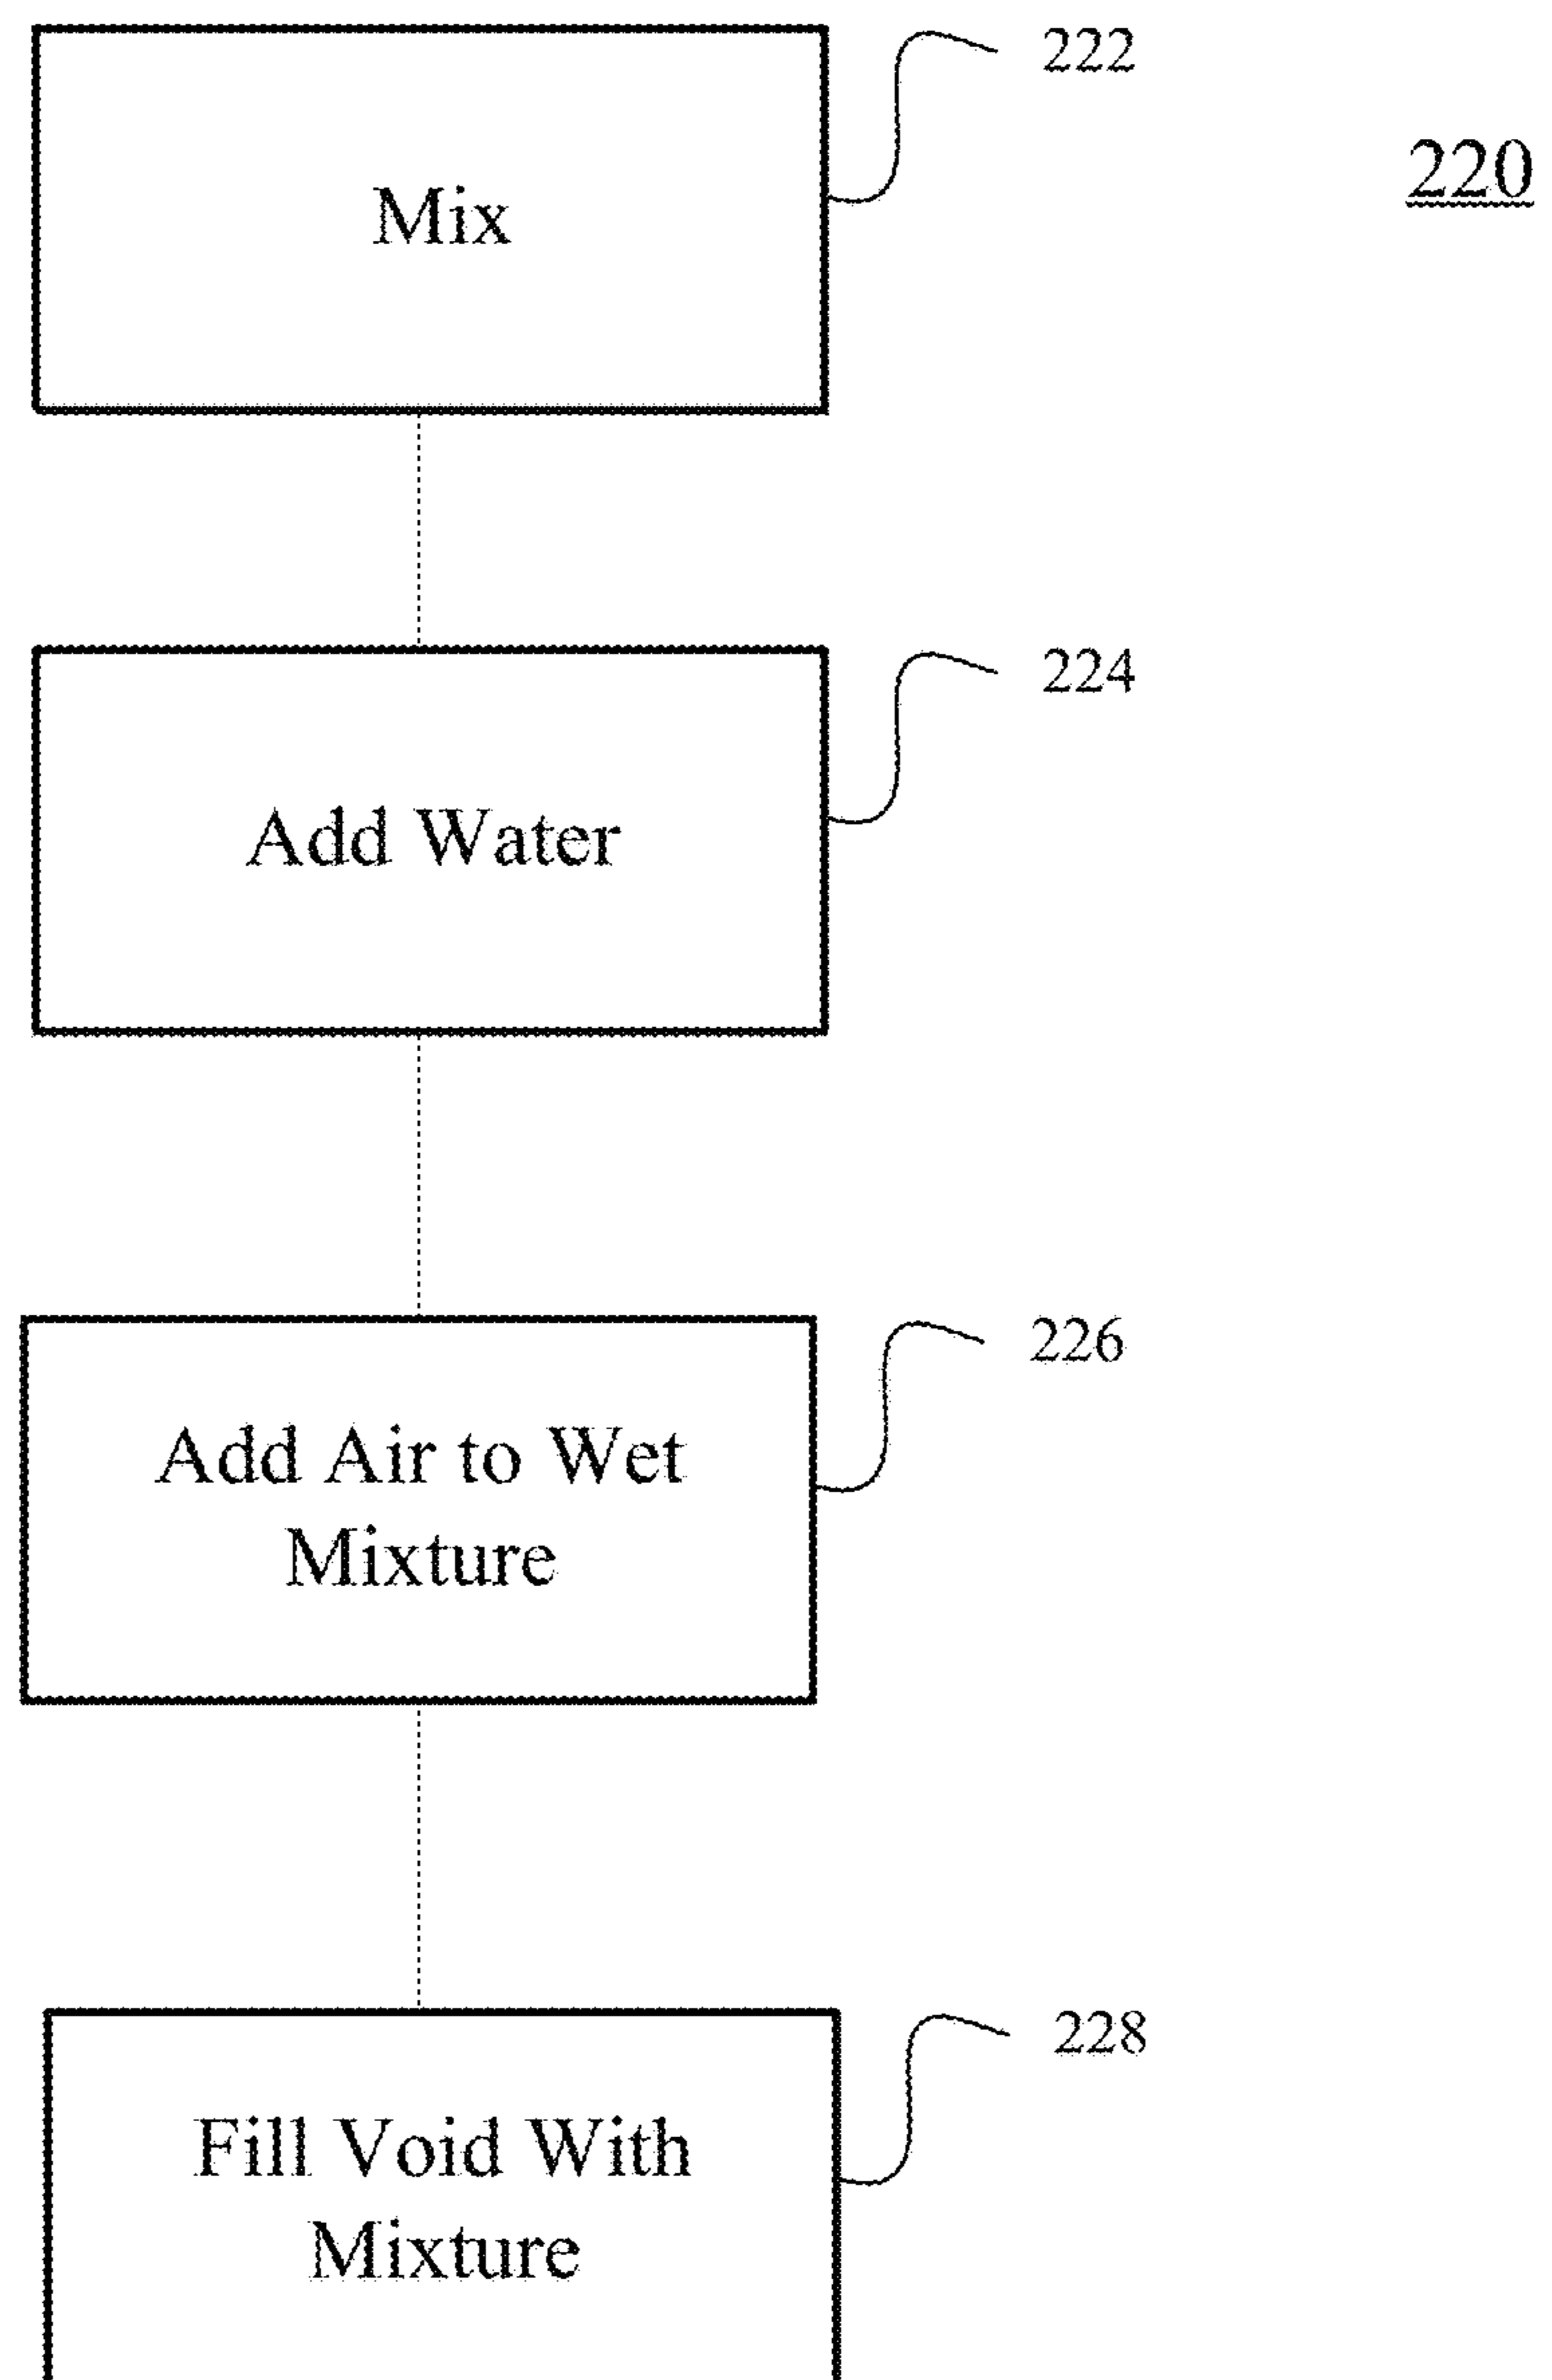 222
220
Mix
224
Add Water
226
Add Air to Wet
Mixture
228
Fill Void With
Mixture